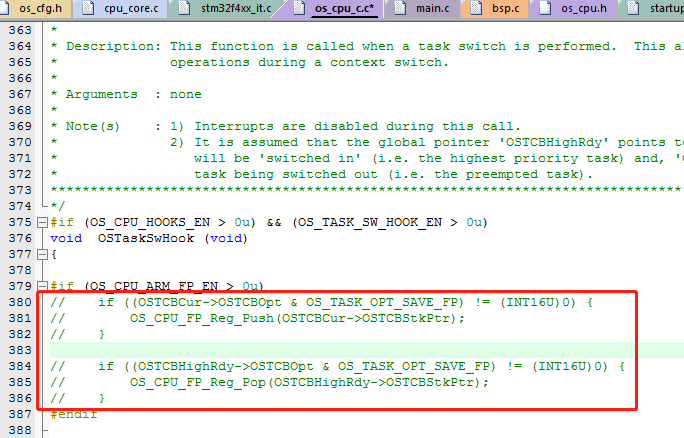 os_cfg.h cpu_core.c stm32f4xx_it.c os_cpu_c.c* main.c bsp.c os_cpu.h startup
363 *
364 * Description: This function is called when a task switch is performed. This al
365 * operations during a context switch.
366 *
367 * Arguments : none
368 *
369 * Note(s) : 1) Interrupts are disabled during this call.
370 * 2) It is assumed that the global pointer 'OSTCBHighRdy' points to
371 * will be 'switched in' (i.e. the highest priority task) and, 'O
372 * task being switched out (i.e. the preempted task).
373 ********************************************************************************
374 */
375 #if (OS_CPU_HOOKS_EN > 0u) && (OS_TASK_SW_HOOK_EN > 0u)
376 void OSTaskSwHook (void)
377 {
378
379 #if (OS_CPU_ARM_FP_EN > 0u)
380 // if ((OSTCBCur->OSTCBOpt & OS_TASK_OPT_SAVE_FP) != (INT16U)0) {
381 // OS_CPU_FP_Reg_Push(OSTCBCur->OSTCBStkPtr);
382 // }
383
384 // if ((OSTCBHighRdy->OSTCBOpt & OS_TASK_OPT_SAVE_FP) != (INT16U)0) {
385 // OS_CPU_FP_Reg_Pop(OSTCBHighRdy->OSTCBStkPtr);
386 // }
387 #endif
388